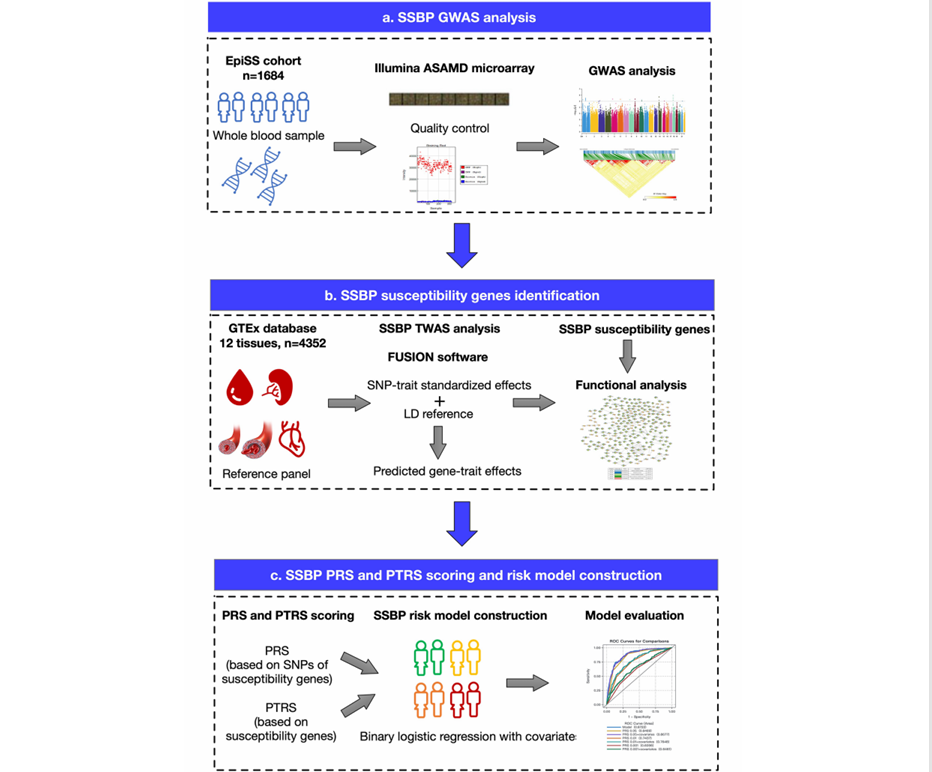 a. SSBP GWAS analysis
EpiSS cohort
n=1684
Whole blood sample
Illumina ASAMD microarray
Quality control
GWAS analysis
b. SSBP susceptibility genes identification
GTEx database
12 tissues, n=4352
Reference panel
SSBP TWAS analysis
FUSION software
SNP-trait standardized effects
+
LD reference
Predicted gene-trait effects
SSBP susceptibility genes
Functional analysis
c. SSBP PRS and PTRS scoring and risk model construction
PRS and PTRS scoring
PRS
(based on SNPs of
susceptibility genes)
PTRS
(based on
susceptibility genes)
SSBP risk model construction
Binary logistic regression with covariate
Model evaluation
ROC Curves for Comparisons
1 - Specificity